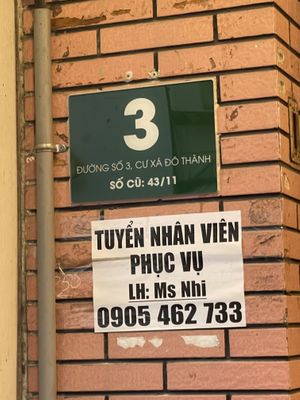 3
ĐƯỜNG SỐ 3, CƯ XÁ ĐÔ THÀNH
SỐ CŨ: 43/11
TUYỂN NHÂN VIÊN
PHỤC VỤ
LH: Ms Nhi
0905 462 733